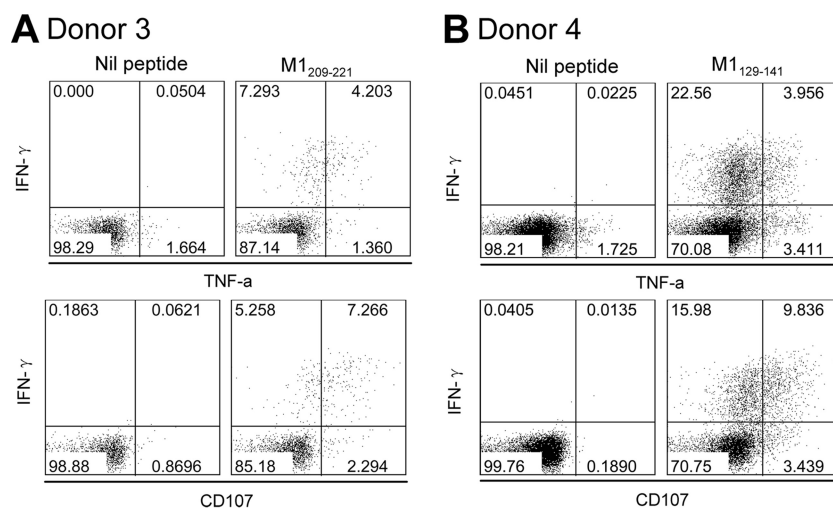 A Donor 3
Nil peptide M1209-221
0.000 0.0504 7.293 4.203
IFN-γ
98.29 1.664 87.14 1.360
TNF-a
0.1863 0.0621 5.258 7.266
IFN-γ
98.88 0.8696 85.18 2.294
CD107
B Donor 4
Nil peptide M1129-141
0.0451 0.0225 22.56 3.956
IFN-γ
98.21 1.725 70.08 3.411
TNF-a
0.0405 0.0135 15.98 9.836
IFN-γ
99.76 0.1890 70.75 3.439
CD107